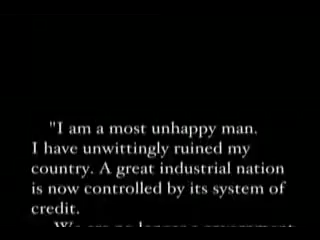 "I am a most unhappy man.
I have unwittingly ruined my
country. A great industrial nation
is now controlled by its system of
credit.